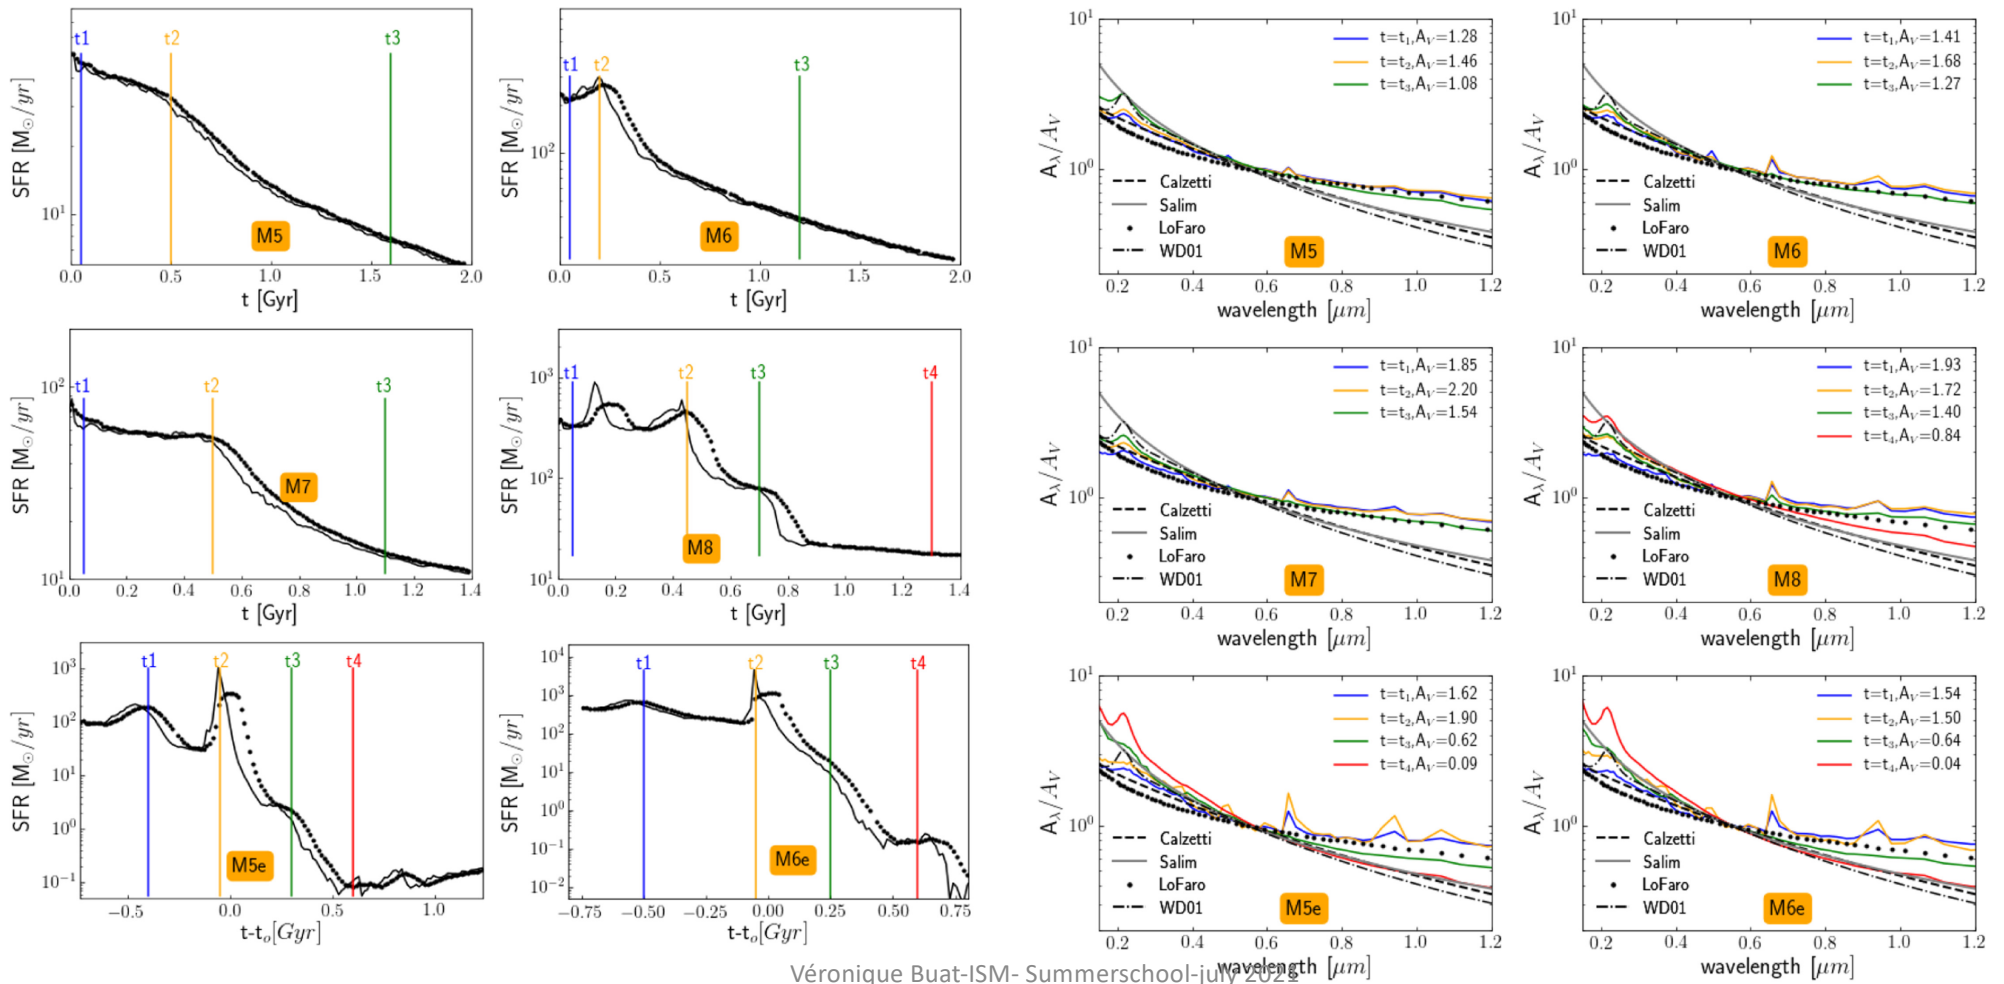 SFR [M⊙/yr]
10¹
t1
t2
t3
M5
0.0 0.5 1.0 1.5 2.0
t [Gyr]
SFR [M⊙/yr]
10²
t1
t2
t3
M6
0.0 0.5 1.0 1.5 2.0
t [Gyr]
A_λ/A_V
10¹
10⁰
t=t₁,A_V=1.28
t=t₂,A_V=1.46
t=t₃,A_V=1.08
Calzetti
Salim
LoFaro
WD01
M5
0.2 0.4 0.6 0.8 1.0 1.2
wavelength [μm]
A_λ/A_V
10¹
10⁰
t=t₁,A_V=1.41
t=t₂,A_V=1.68
t=t₃,A_V=1.27
Calzetti
Salim
LoFaro
WD01
M6
0.2 0.4 0.6 0.8 1.0 1.2
wavelength [μm]
SFR [M⊙/yr]
10²
10¹
t1
t2
t3
M7
0.0 0.2 0.4 0.6 0.8 1.0 1.2 1.4
t [Gyr]
SFR [M⊙/yr]
10³
10²
10¹
t1
t2
t3
t4
M8
0.0 0.2 0.4 0.6 0.8 1.0 1.2 1.4
t [Gyr]
A_λ/A_V
10¹
10⁰
t=t₁,A_V=1.85
t=t₂,A_V=2.20
t=t₃,A_V=1.54
Calzetti
Salim
LoFaro
WD01
M7
0.2 0.4 0.6 0.8 1.0 1.2
wavelength [μm]
A_λ/A_V
10¹
10⁰
t=t₁,A_V=1.93
t=t₂,A_V=1.72
t=t₃,A_V=1.40
t=t₄,A_V=0.84
Calzetti
Salim
LoFaro
WD01
M8
0.2 0.4 0.6 0.8 1.0 1.2
wavelength [μm]
SFR [M⊙/yr]
10³
10²
10¹
10⁰
10⁻¹
t1
t2
t3
t4
M5e
−0.5 0.0 0.5 1.0
t-tₒ[Gyr]
SFR [M⊙/yr]
10⁴
10³
10²
10¹
10⁰
10⁻¹
10⁻²
t1
t2
t3
t4
M6e
−0.75 −0.50 −0.25 0.00 0.25 0.50 0.75 0.80
t-tₒ[Gyr]
A_λ/A_V
10¹
10⁰
t=t₁,A_V=1.62
t=t₂,A_V=1.90
t=t₃,A_V=0.62
t=t₄,A_V=0.09
Calzetti
Salim
LoFaro
WD01
M5e
0.2 0.4 0.6 0.8 1.0 1.2
wavelength [μm]
A_λ/A_V
10¹
10⁰
t=t₁,A_V=1.54
t=t₂,A_V=1.50
t=t₃,A_V=0.64
t=t₄,A_V=0.04
Calzetti
Salim
LoFaro
WD01
M6e
0.2 0.4 0.6 0.8 1.0 1.2
wavelength [μm]
Véronique Buat-ISM- Summerschool-july